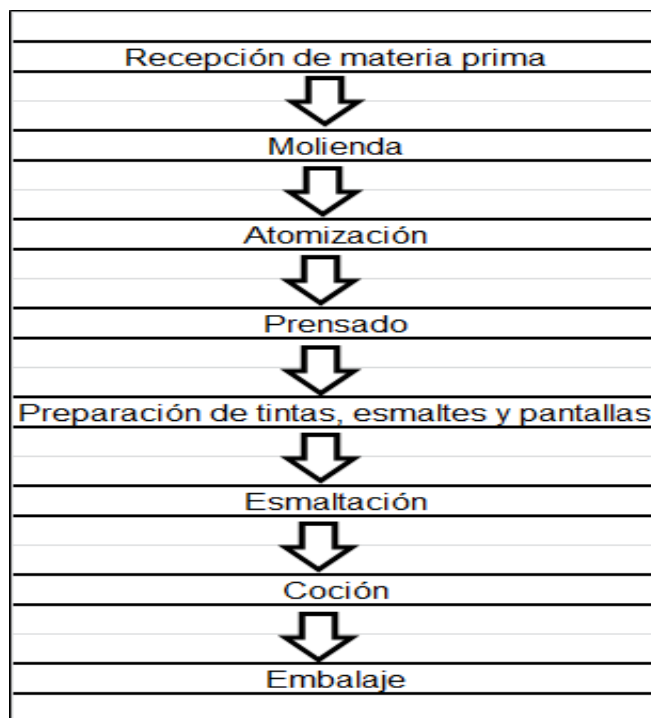 Recepción de materia prima
Molienda
Atomización
Prensado
Preparación de tintas, esmaltes y pantallas
Esmaltación
Coción
Embalaje